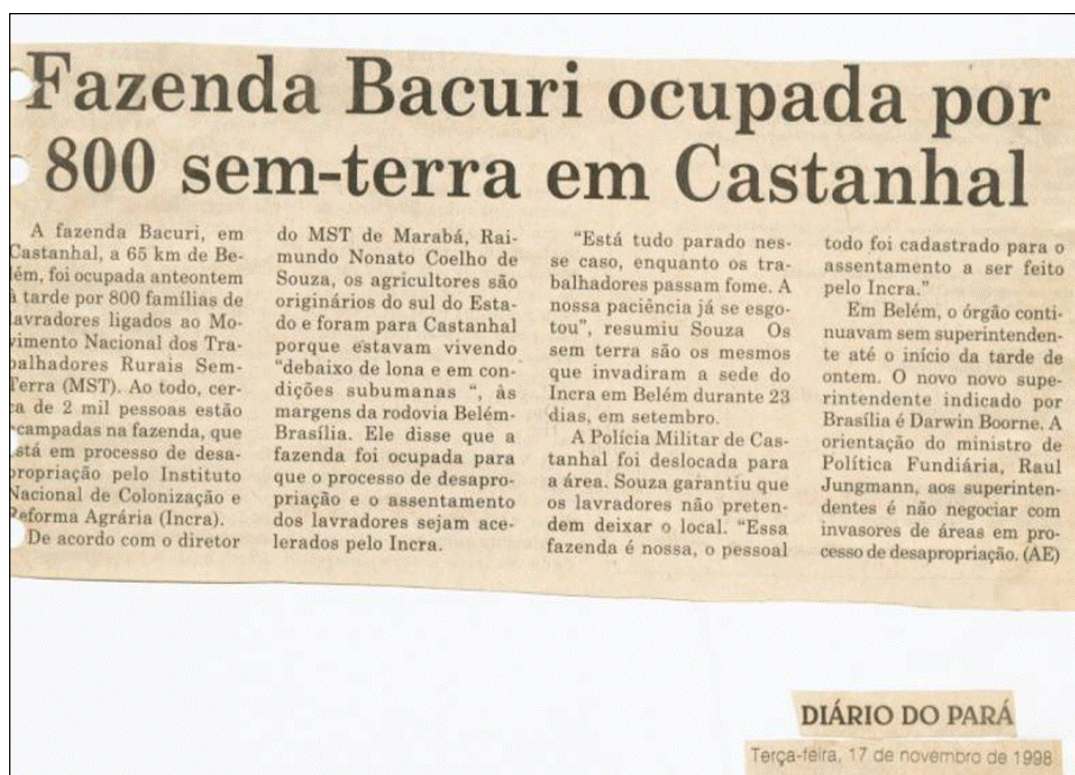 Fazenda Bacuri ocupada por
800 sem-terra em Castanhal
A fazenda Bacuri, em
Castanhal, a 65 km de Be-
lém, foi ocupada anteontem
à tarde por 800 famílias de
lavradores ligados ao Mo-
vimento Nacional dos Tra-
balhadores Rurais Sem-
Terra (MST). Ao todo, cer-
ca de 2 mil pessoas estão
acampadas na fazenda, que
está em processo de desa-
propriação pelo Instituto
Nacional de Colonização e
Reforma Agrária (Incra).
De acordo com o diretor
do MST de Marabá, Rai-
mundo Nonato Coelho de
Souza, os agricultores são
originários do sul do Esta-
do e foram para Castanhal
porque estavam vivendo
"debaixo de lona e em con-
dições subumanas ", às
margens da rodovia Belém-
Brasília. Ele disse que a
fazenda foi ocupada para
que o processo de desapro-
priação e o assentamento
dos lavradores sejam ace-
lerados pelo Incra.
"Está tudo parado nes-
se caso, enquanto os tra-
balhadores passam fome. A
nossa paciência já se esgo-
tou", resumiu Souza Os
sem terra são os mesmos
que invadiram a sede do
Incra em Belém durante 23
dias, em setembro.
A Polícia Militar de Cas-
tanhal foi deslocada para
a área. Souza garantiu que
os lavradores não preten-
dem deixar o local. "Essa
fazenda é nossa, o pessoal
todo foi cadastrado para o
assentamento a ser feito
pelo Incra."
Em Belém, o órgão conti-
nuavam sem superintenden-
te até o início da tarde de
ontem. O novo novo supe-
rintendente indicado por
Brasília é Darwin Boorne. A
orientação do ministro de
Política Fundiária, Raul
Jungmann, aos superinten-
dentes é não negociar com
invasores de áreas em pro-
cesso de desapropriação. (AE)
DIÁRIO DO PARÁ
Terça-feira, 17 de novembro de 1998